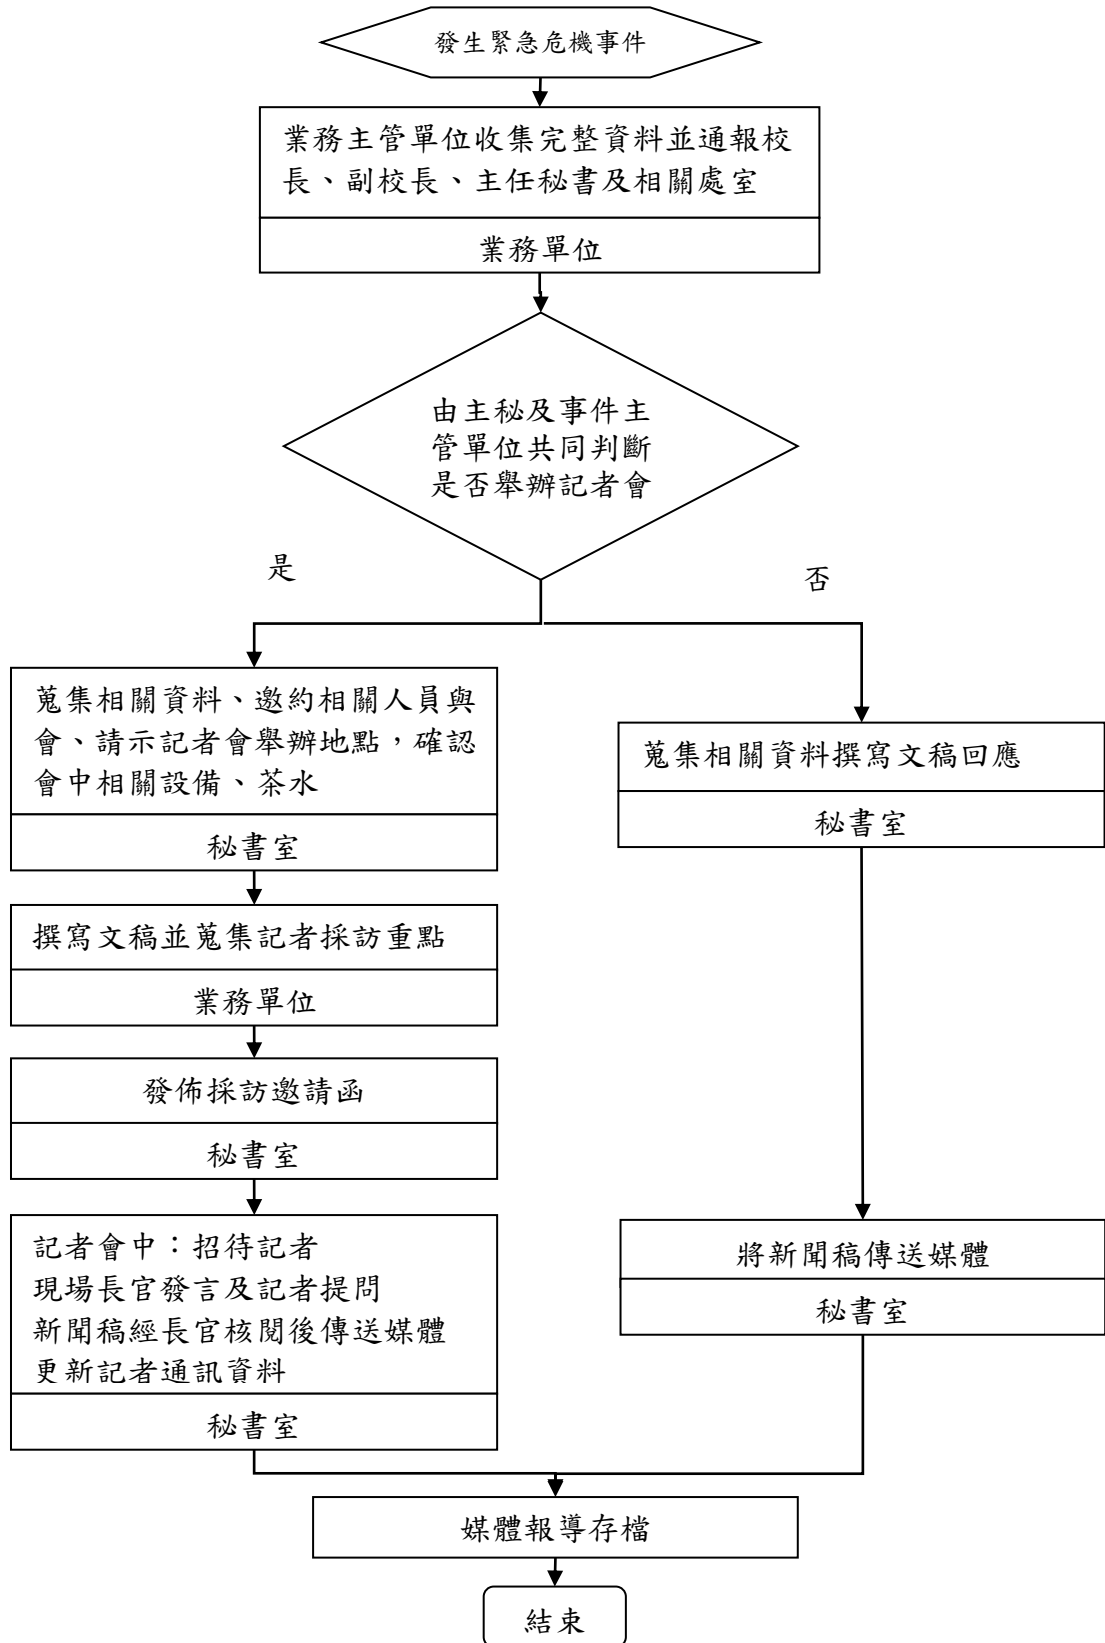 發生緊急危機事件
業務主管單位收集完整資料並通報校
長、副校長、主任秘書及相關處室
業務單位
由主秘及事件主
管單位共同判斷
是否舉辦記者會
是
否
蒐集相關資料、邀約相關人員與
會、請示記者會舉辦地點，確認
會中相關設備、茶水
秘書室
撰寫文稿並蒐集記者採訪重點
業務單位
發佈採訪邀請函
秘書室
記者會中：招待記者
現場長官發言及記者提問
新聞稿經長官核閱後傳送媒體
更新記者通訊資料
秘書室
蒐集相關資料撰寫文稿回應
秘書室
將新聞稿傳送媒體
秘書室
媒體報導存檔
結束